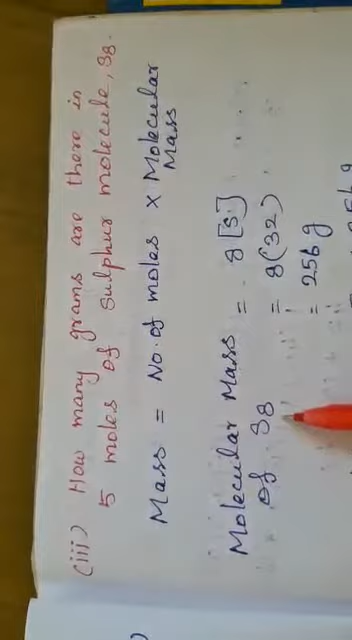 (iii) How many grams are there in
5 moles of sulphur molecule, S8.
Mass = No. of moles x Molecular
Mass
Molecular Mass = 8[S]
of S8 = 8(32)
= 256 g